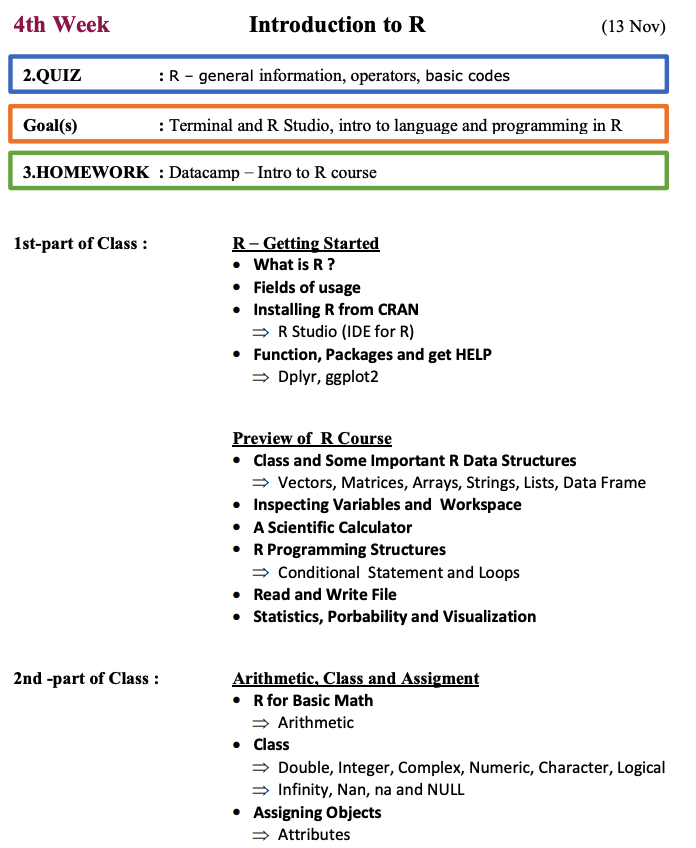 4th Week Introduction to R (13 Nov)
2.QUIZ : R – general information, operators, basic codes
Goal(s) : Terminal and R Studio, intro to language and programming in R
3.HOMEWORK : Datacamp – Intro to R course
1st-part of Class : R – Getting Started
• What is R ?
• Fields of usage
• Installing R from CRAN
⇒ R Studio (IDE for R)
• Function, Packages and get HELP
⇒ Dplyr, ggplot2
Preview of R Course
• Class and Some Important R Data Structures
⇒ Vectors, Matrices, Arrays, Strings, Lists, Data Frame
• Inspecting Variables and Workspace
• A Scientific Calculator
• R Programming Structures
⇒ Conditional Statement and Loops
• Read and Write File
• Statistics, Porbability and Visualization
2nd -part of Class : Arithmetic, Class and Assigment
• R for Basic Math
⇒ Arithmetic
• Class
⇒ Double, Integer, Complex, Numeric, Character, Logical
⇒ Infinity, Nan, na and NULL
• Assigning Objects
⇒ Attributes